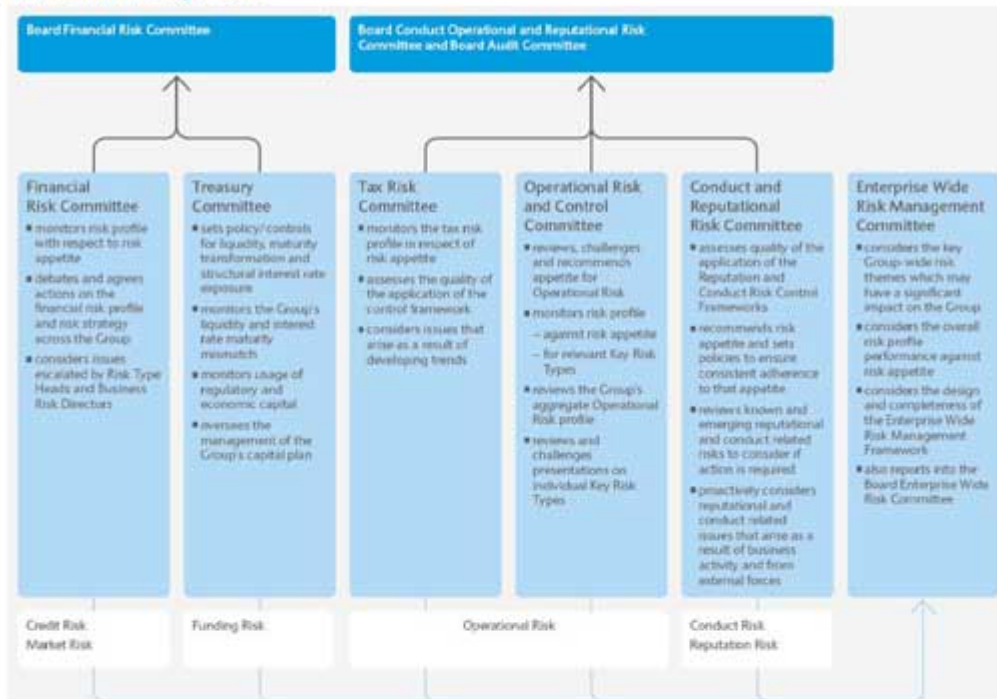 Board Financial Risk Committee
Board Conduct Operational and Reputational Risk
Committee and Board Audit Committee
Financial
Risk Committee
monitors risk profile
with respect to risk
appetite
debates and agrees
actions on the
financial risk profile
and risk strategy
across the Group
considers issues
escalated by Risk Type
Heads and Business
Risk Directors
Treasury
Committee
sets policy/controls
for liquidity, maturity
transformation and
structural interest rate
exposure
monitors the Group's
liquidity and interest
rate maturity
mismatch
monitors usage of
regulatory and
economic capital
oversees the
management of the
Group's capital plan
Tax Risk
Committee
monitors the tax risk
profile in respect of
risk appetite
assesses the quality of
the application of the
control framework
considers issues that
arise as a result of
developing trends
Operational Risk
and Control
Committee
reviews, challenges
and recommends
appetite for
Operational Risk
monitors risk profile
– against risk appetite
– for relevant Key Risk
Types
reviews the Group's
aggregate Operational
Risk profile
reviews and
challenges
presentations on
individual Key Risk
Types
Conduct and
Reputational
Risk Committee
assesses quality of the
application of the
Reputation and
Conduct Risk Control
Frameworks
recommends risk
appetite and sets
policies to ensure
consistent adherence
to that appetite
reviews known and
emerging reputational
and conduct related
risks to consider if
action is required
proactively considers
reputational and
conduct related
issues that arise as a
result of business
activity and from
external forces
Enterprise Wide
Risk Management
Committee
considers the key
Group-wide risk
themes which may
have a significant
impact on the Group
considers the overall
risk profile
performance against
risk appetite
considers the design
and completeness of
the Enterprise Wide
Risk Management
Framework
also reports into the
Board Enterprise Wide
Risk Committee
Credit Risk
Market Risk
Funding Risk
Operational Risk
Conduct Risk
Reputation Risk